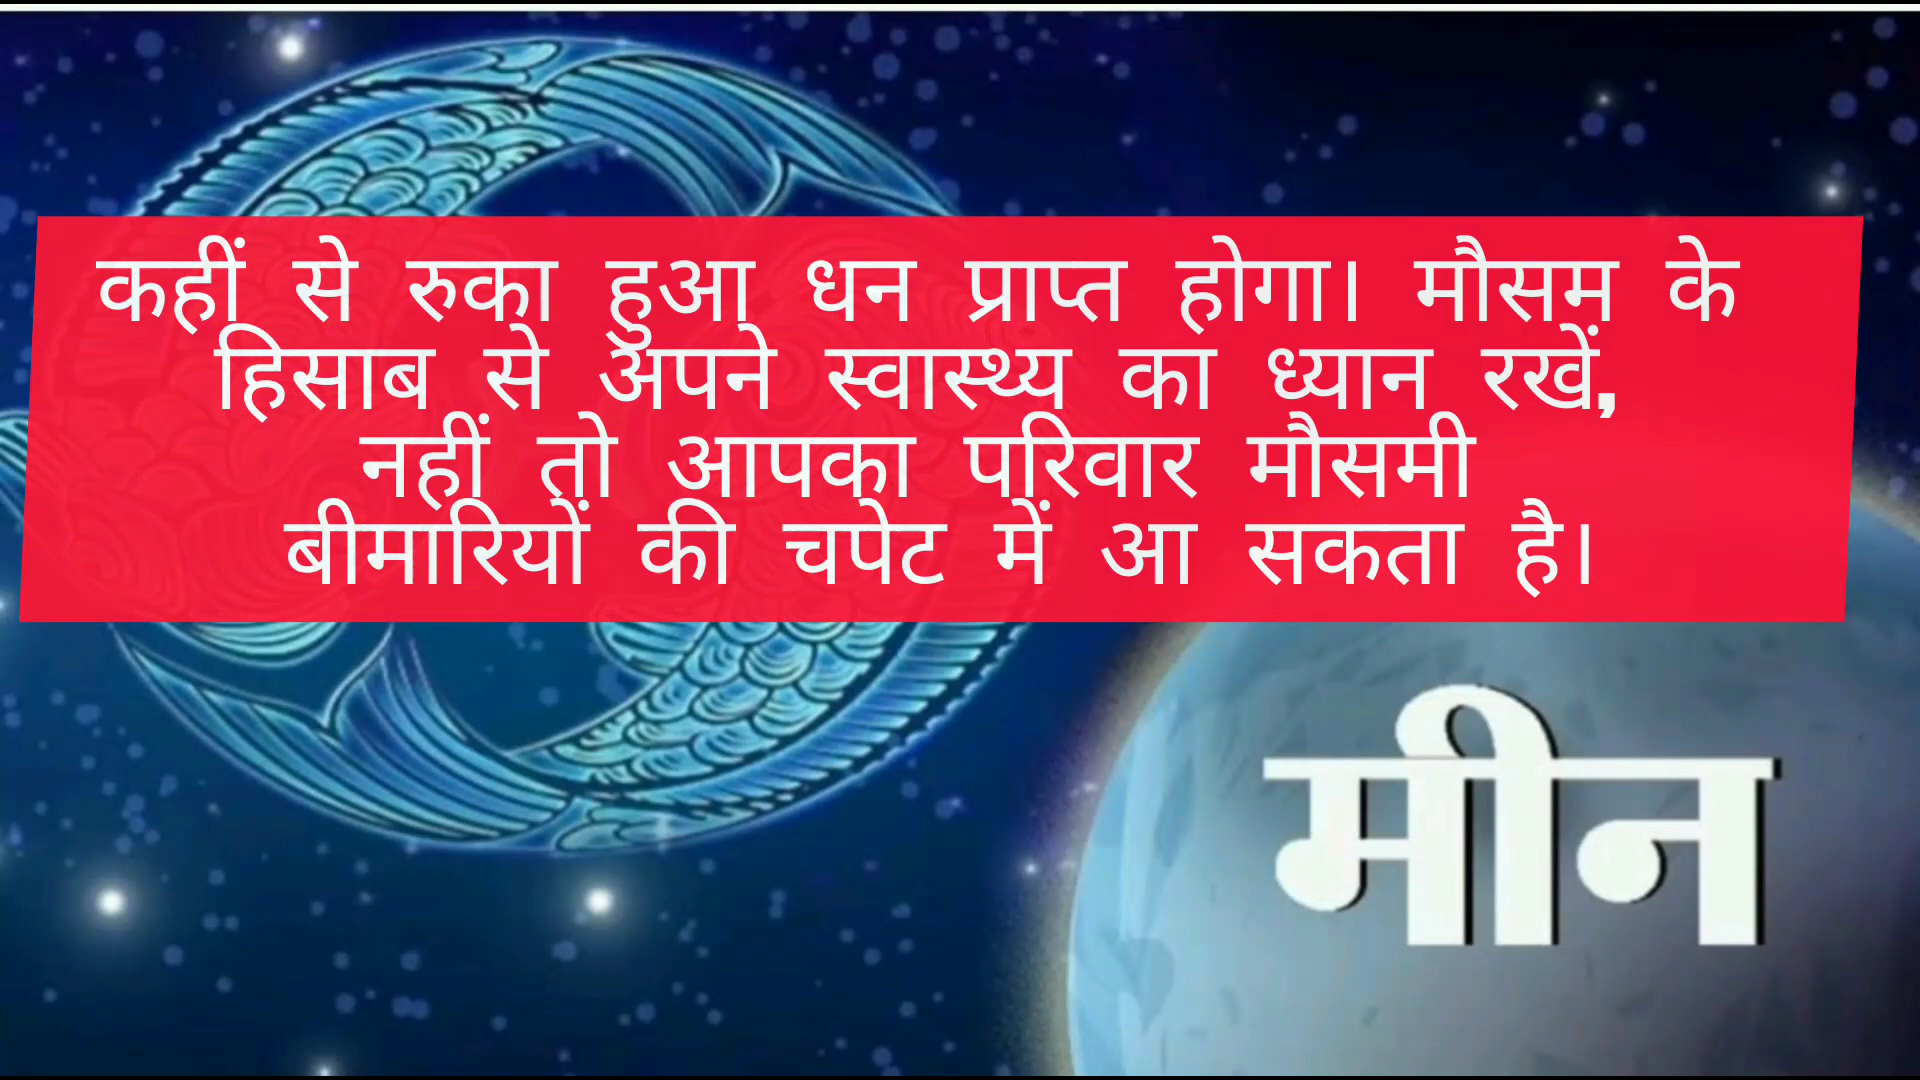 कहीं से रुका हुआ धन प्राप्त होगा। मौसम के
हिसाब से अपने स्वास्थ्य का ध्यान रखें,
नहीं तो आपका परिवार मौसमी
बीमारियों की चपेट में आ सकता है।
मीन